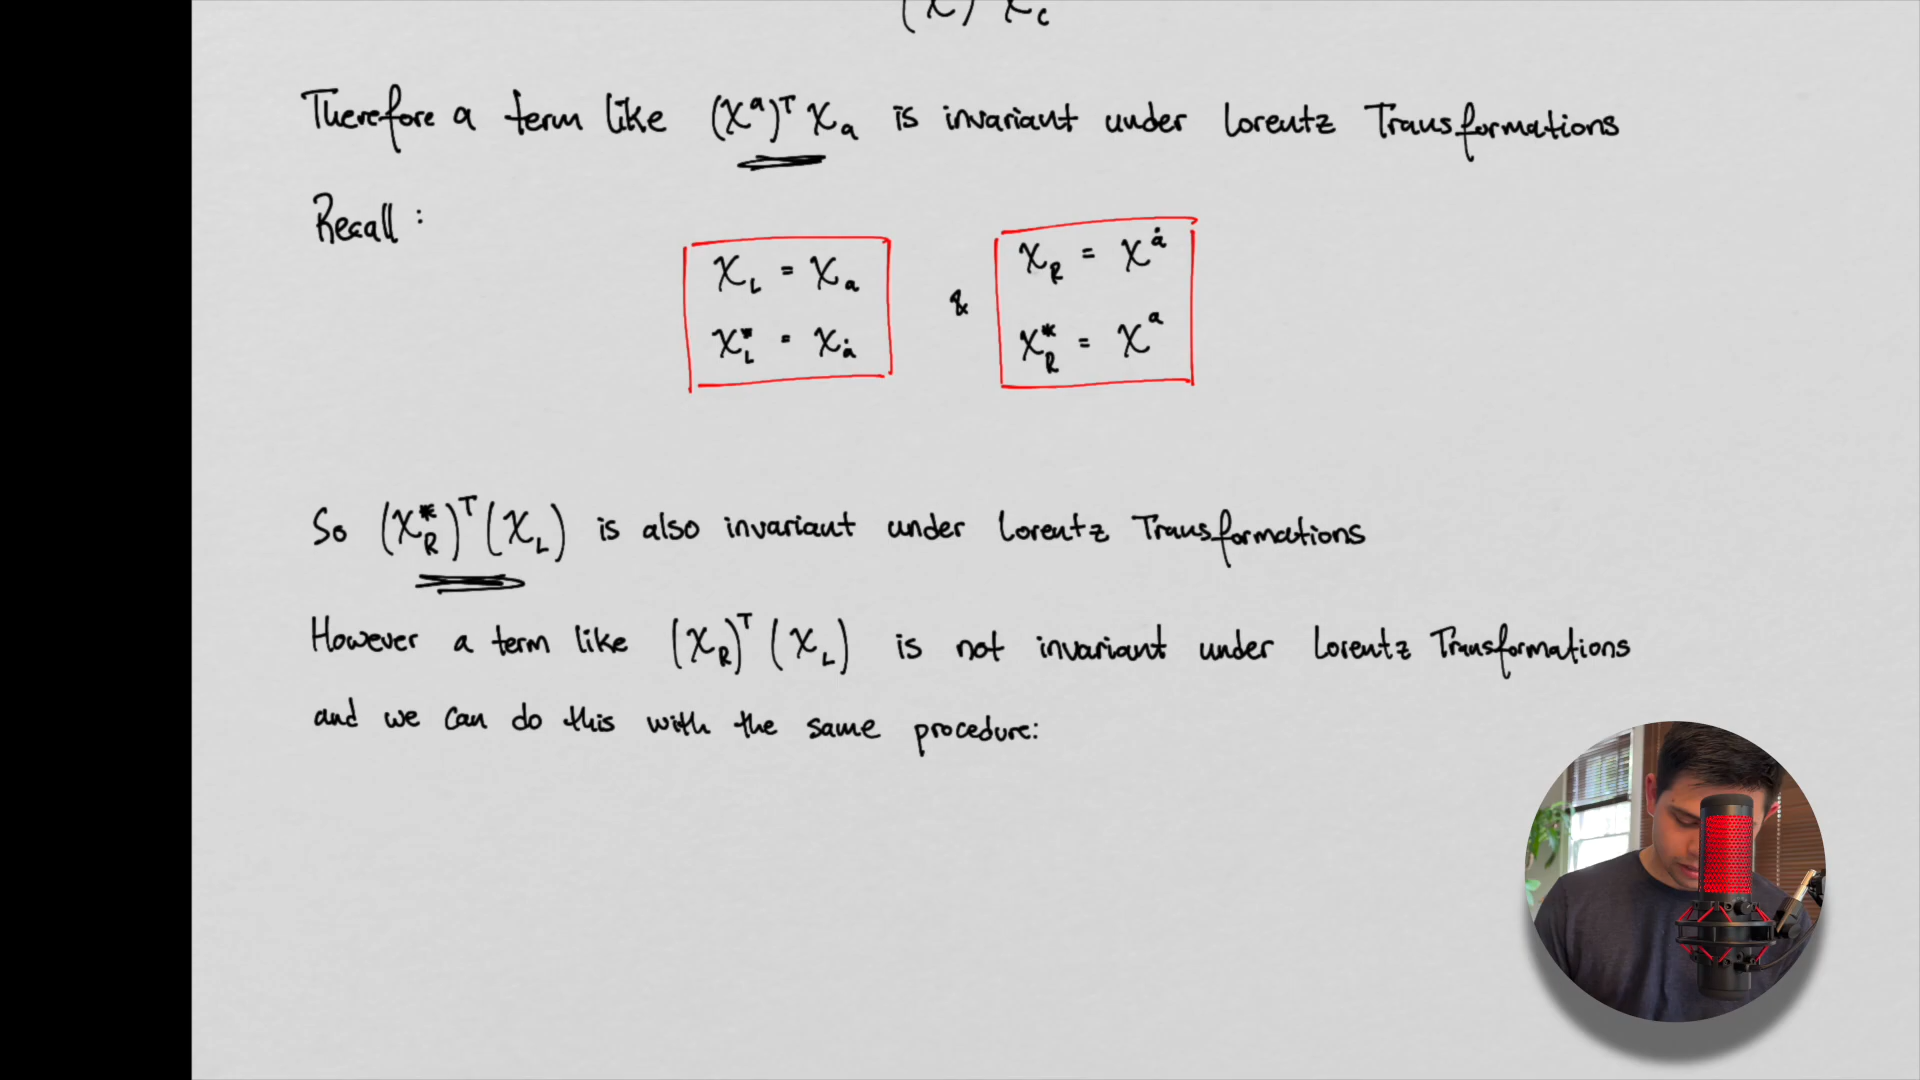 (χ) χ_c
Therefore a term like (χ^a)^T χ_a is invariant under Lorentz Transformations
Recall :
χ_L = χ_a
χ_L^* = χ_ȧ
&
χ_R = χ^ȧ
χ_R^* = χ^a
So (χ_R^*)^T (χ_L) is also invariant under Lorentz Transformations
However a term like (χ_R)^T (χ_L) is not invariant under Lorentz Transformations
and we can do this with the same procedure: